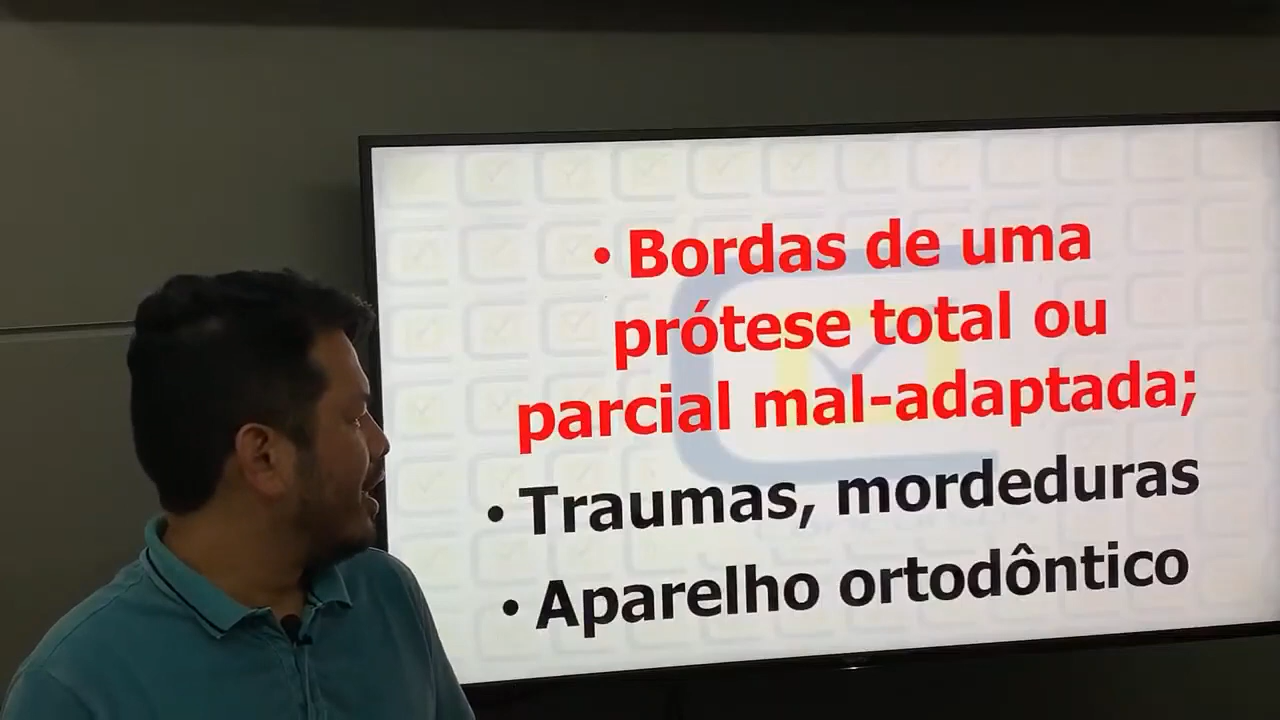 • Bordas de uma
prótese total ou
parcial mal-adaptada;
• Traumas, mordeduras
• Aparelho ortodôntico